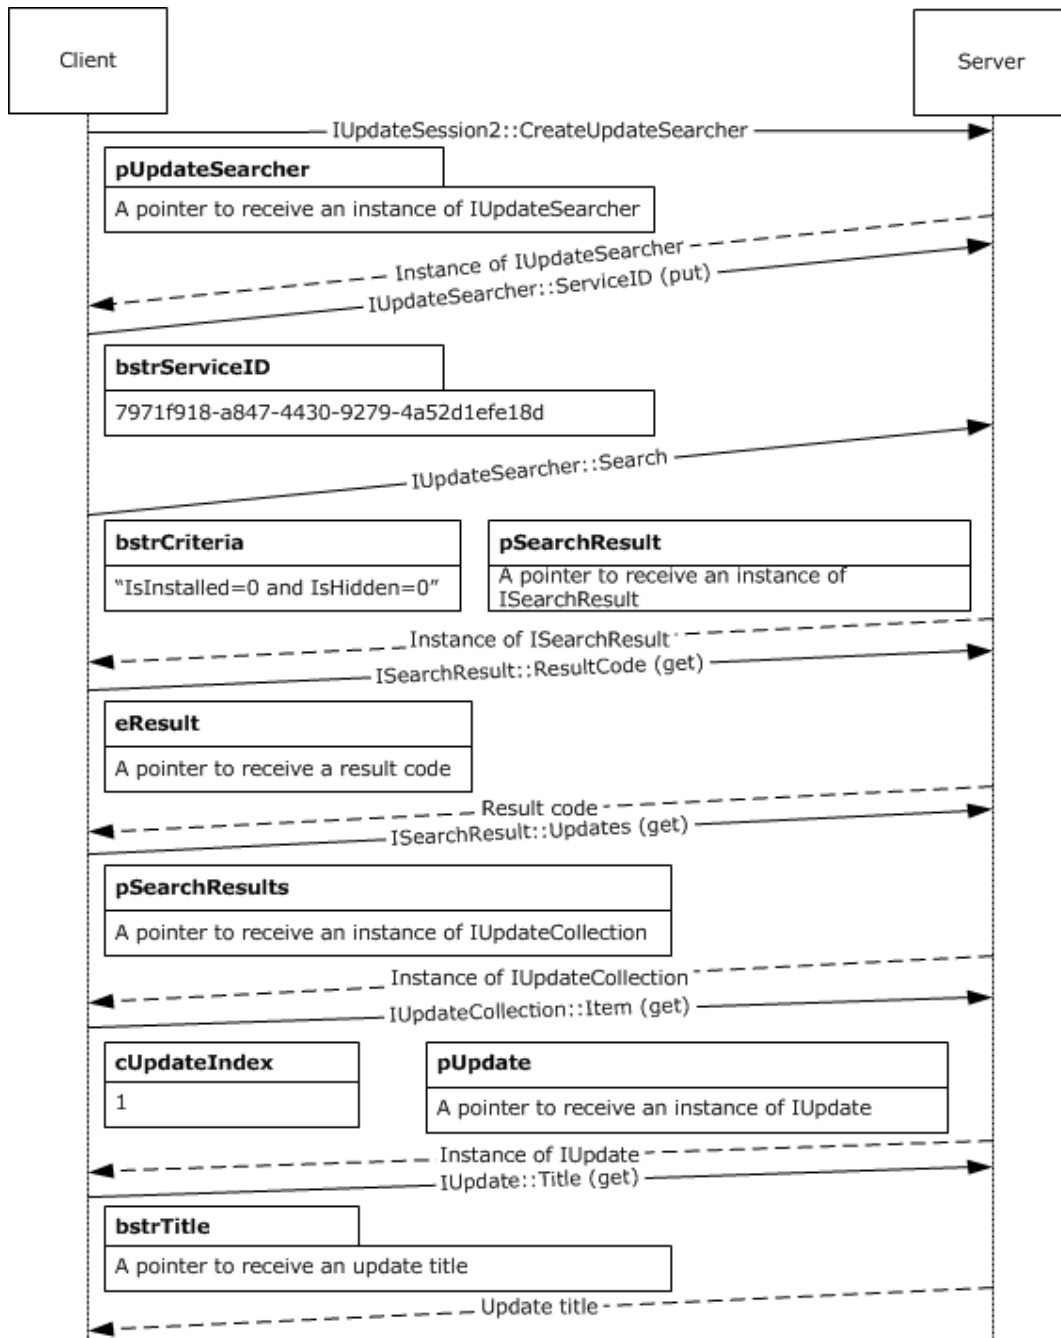 Client
Server
IUpdateSession2::CreateUpdateSearcher
pUpdateSearcher
A pointer to receive an instance of IUpdateSearcher
Instance of IUpdateSearcher
IUpdateSearcher::ServiceID (put)
bstrServiceID
7971f918-a847-4430-9279-4a52d1efe18d
IUpdateSearcher::Search
bstrCriteria
“IsInstalled=0 and IsHidden=0”
pSearchResult
A pointer to receive an instance of
ISearchResult
Instance of ISearchResult
ISearchResult::ResultCode (get)
eResult
A pointer to receive a result code
Result code
ISearchResult::Updates (get)
pSearchResults
A pointer to receive an instance of IUpdateCollection
Instance of IUpdateCollection
IUpdateCollection::Item (get)
cUpdateIndex
1
pUpdate
A pointer to receive an instance of IUpdate
Instance of IUpdate
IUpdate::Title (get)
bstrTitle
A pointer to receive an update title
Update title